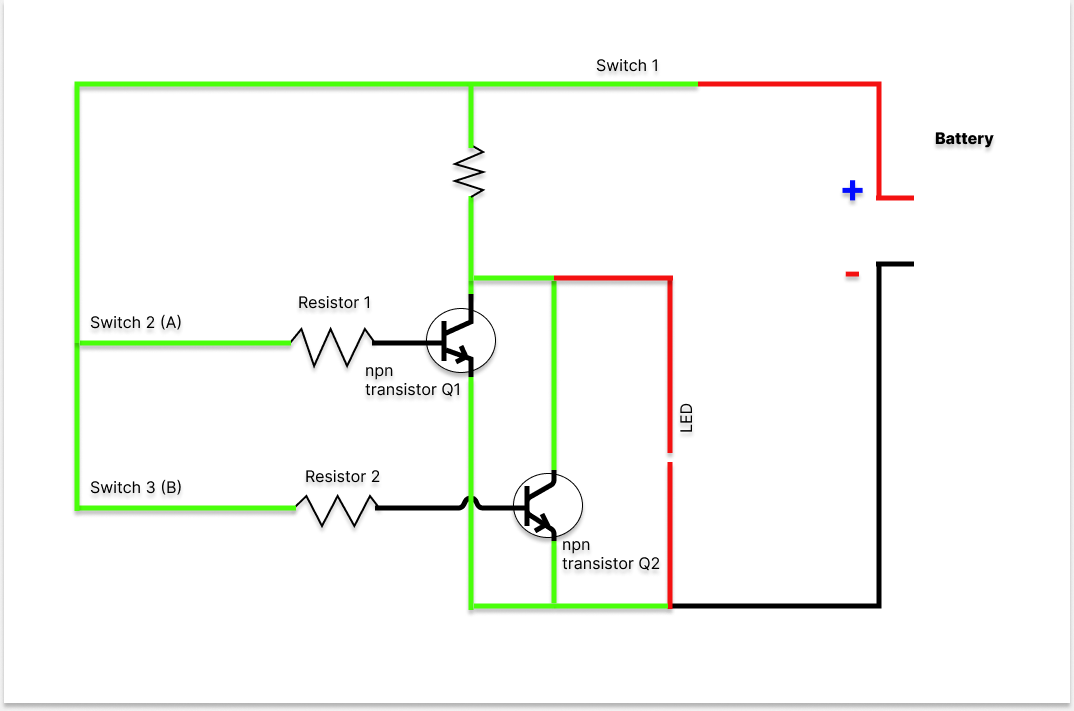 Switch 1
Battery
+
-
Resistor 1
Switch 2 (A)
npn
transistor Q1
LED
Resistor 2
Switch 3 (B)
npn
transistor Q2